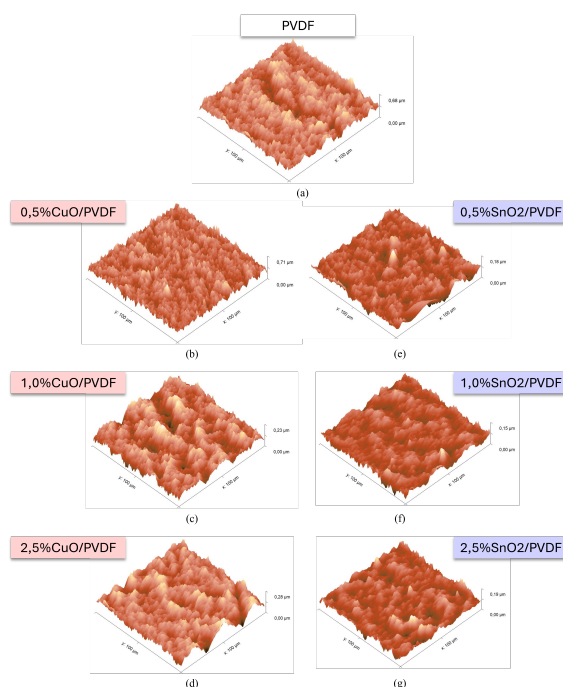 PVDF
0,68 µm
0,00 µm
y: 100 µm
x: 100 µm
(a)
0,5%CuO/PVDF
0,5%SnO2/PVDF
0,71 µm
0,00 µm
y: 100 µm
x: 100 µm
0,18 µm
0,00 µm
y: 100 µm
x: 100 µm
(b)
(e)
1,0%CuO/PVDF
1,0%SnO2/PVDF
0,23 µm
0,00 µm
y: 100 µm
x: 100 µm
0,15 µm
0,00 µm
y: 100 µm
x: 100 µm
(c)
(f)
2,5%CuO/PVDF
2,5%SnO2/PVDF
0,28 µm
0,00 µm
y: 100 µm
x: 100 µm
0,19 µm
0,00 µm
y: 100 µm
x: 100 µm
(d)
(g)